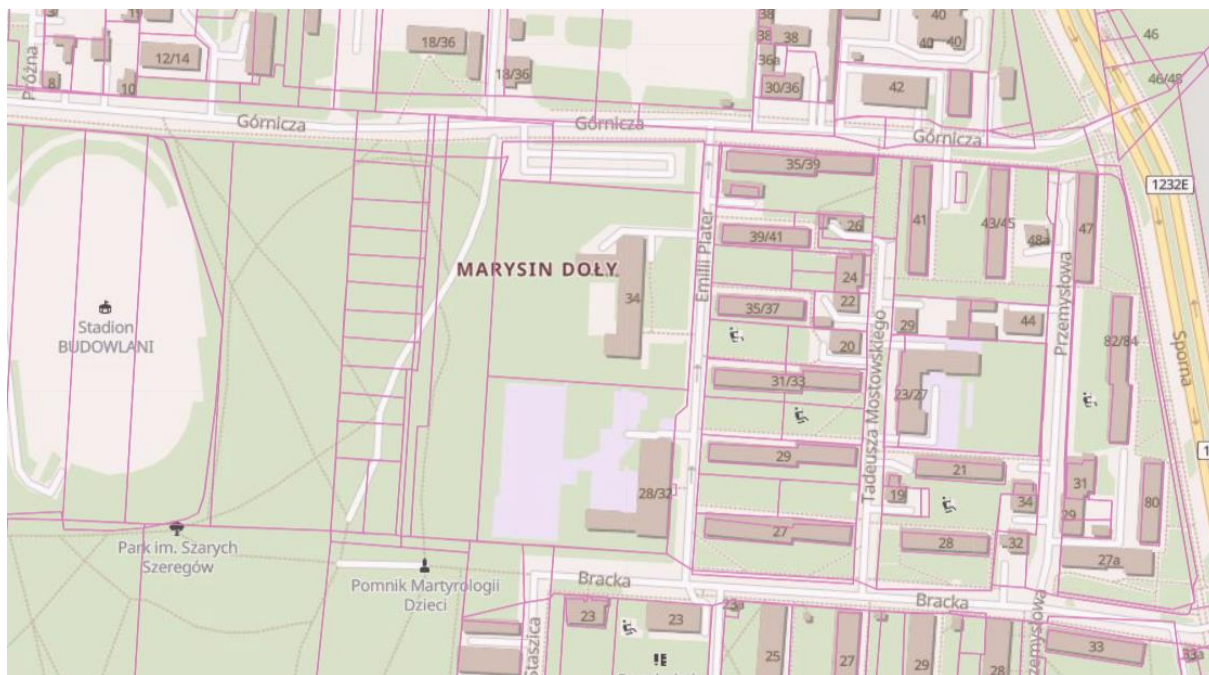 19
38
40
46
Próżna
12/14
18/36
38
38
40
40
36a
46/48
8
10
18/36
30/36
42
Górnicza
Górnicza
Górnicza
35/39
1232E
41
43/45
47
26
39/41
48a
Emilii Plater
MARYSIN DOŁY
24
34
22
35/37
29
44
Przemysłowa
Stadion
BUDOWLANI
20
82/84
Sporna
31/33
23/27
Tadeusza Mostowskiego
29
21
28/32
19
34
31
29
80
27
28
32
Park im. Szarych
Szeregów
27a
Pomnik Martyrologii
Dzieci
Bracka
Bracka
23
23
23a
Staszica
Przemysłowa
25
27
29
28
33
33a